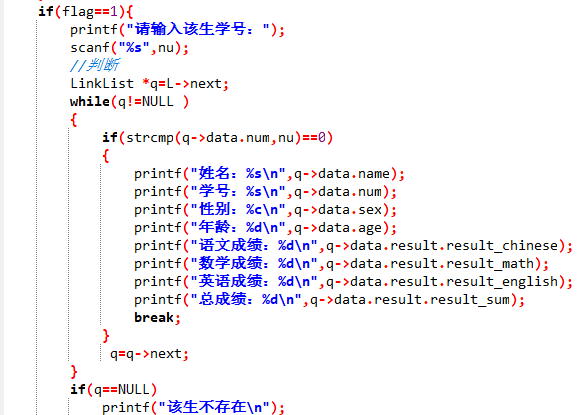 if(flag==1){
printf("请输入该生学号：");
scanf("%s",nu);
//判断
LinkList *q=L->next;
while(q!=NULL )
{
if(strcmp(q->data.num,nu)==0)
{
printf("姓名：%s\n",q->data.name);
printf("学号：%s\n",q->data.num);
printf("性别：%c\n",q->data.sex);
printf("年龄：%d\n",q->data.age);
printf("语文成绩：%d\n",q->data.result.result_chinese);
printf("数学成绩：%d\n",q->data.result.result_math);
printf("英语成绩：%d\n",q->data.result.result_english);
printf("总成绩：%d\n",q->data.result.result_sum);
break;
}
q=q->next;
}
if(q==NULL)
printf("该生不存在\n");